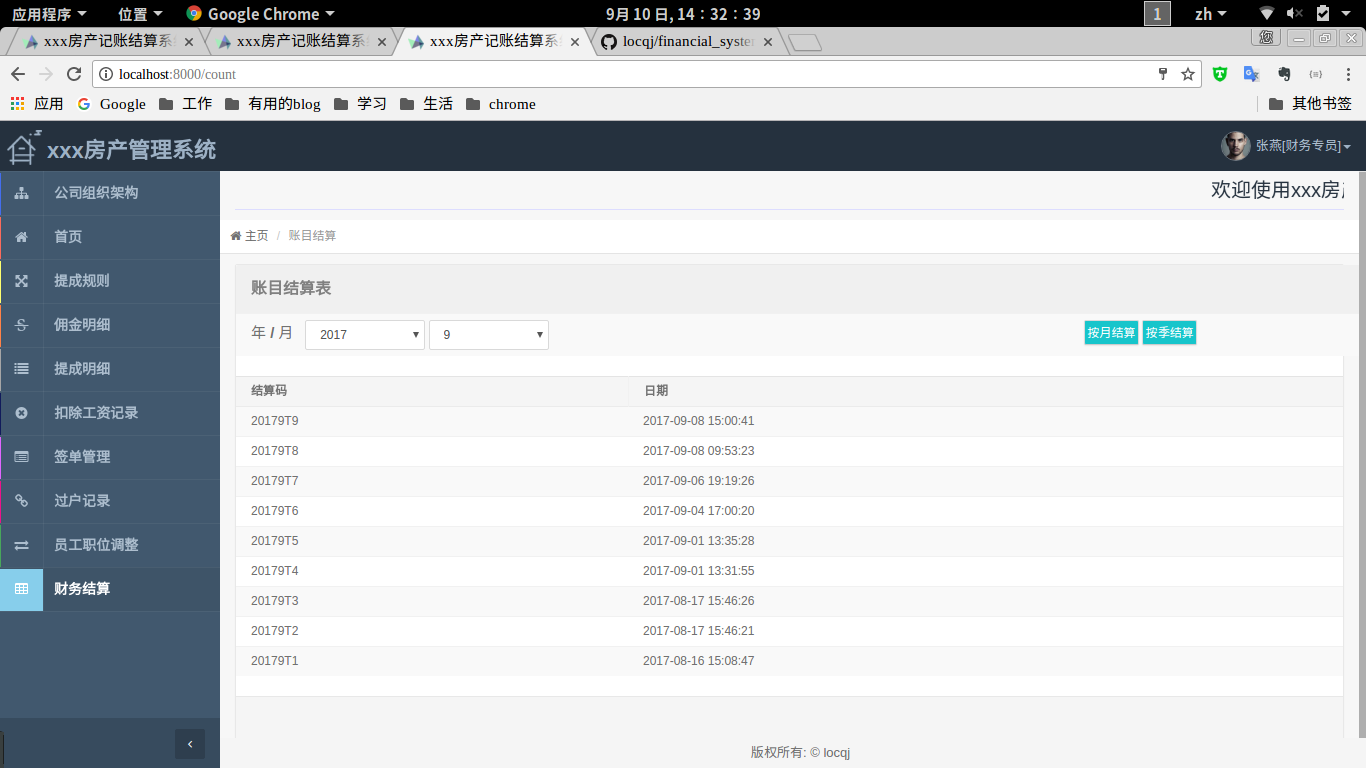 应用程序 位置 Google Chrome 9月 10 日, 14：32：39 1 zh
xxx房产记账结算系 xxx房产记账结算系 xxx房产记账结算系 locqj/financial_syste 您
localhost:8000/count
应用 Google 工作 有用的blog 学习 生活 chrome 其他书签
xxx房产管理系统 张燕[财务专员]
公司组织架构
首页
提成规则
佣金明细
提成明细
扣除工资记录
签单管理
过户记录
员工职位调整
财务结算
欢迎使用xxx房
主页 / 账目结算
账目结算表
年 / 月 2017 9 按月结算 按季结算
结算码 日期
20179T9 2017-09-08 15:00:41
20179T8 2017-09-08 09:53:23
20179T7 2017-09-06 19:19:26
20179T6 2017-09-04 17:00:20
20179T5 2017-09-01 13:35:28
20179T4 2017-09-01 13:31:55
20179T3 2017-08-17 15:46:26
20179T2 2017-08-17 15:46:21
20179T1 2017-08-16 15:08:47
版权所有: © locqj